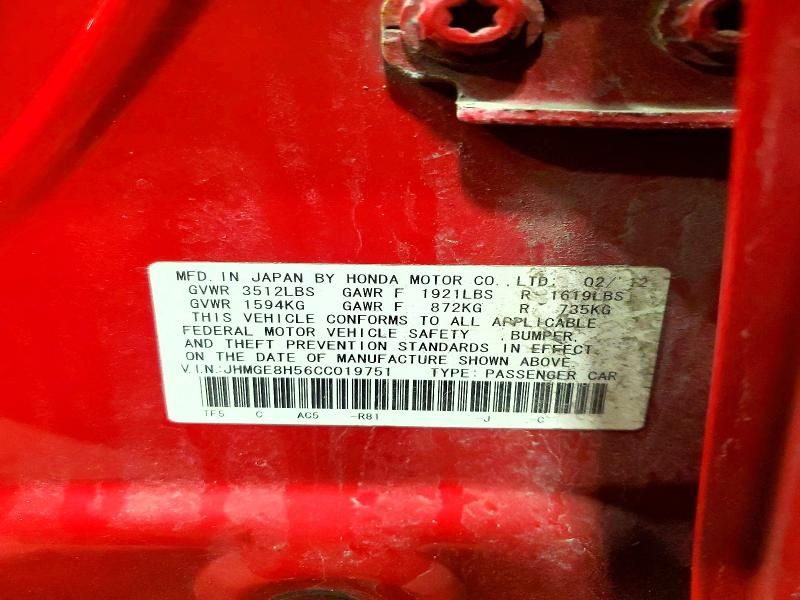 MFD. IN JAPAN BY HONDA MOTOR CO., LTD. 02/12
GVWR 3512LBS GAWR F 1921LBS R 1619LBS
GVWR 1594KG GAWR F 872KG R 735KG
THIS VEHICLE CONFORMS TO ALL APPLICABLE
FEDERAL MOTOR VEHICLE SAFETY ,BUMPER,
AND THEFT PREVENTION STANDARDS IN EFFECT
ON THE DATE OF MANUFACTURE SHOWN ABOVE.
V.I.N.:JHMGE8H56CC019751 TYPE: PASSENGER CAR
TF5 C AC5 -R81 -J -C